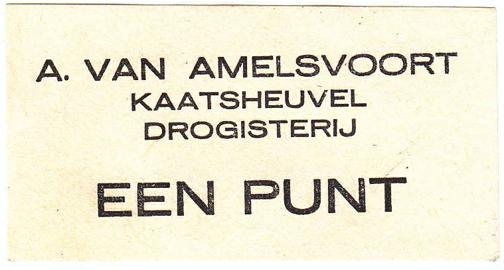 A. VAN AMELSVOORT
KAATSHEUVEL
DROGISTERIJ
EEN PUNT